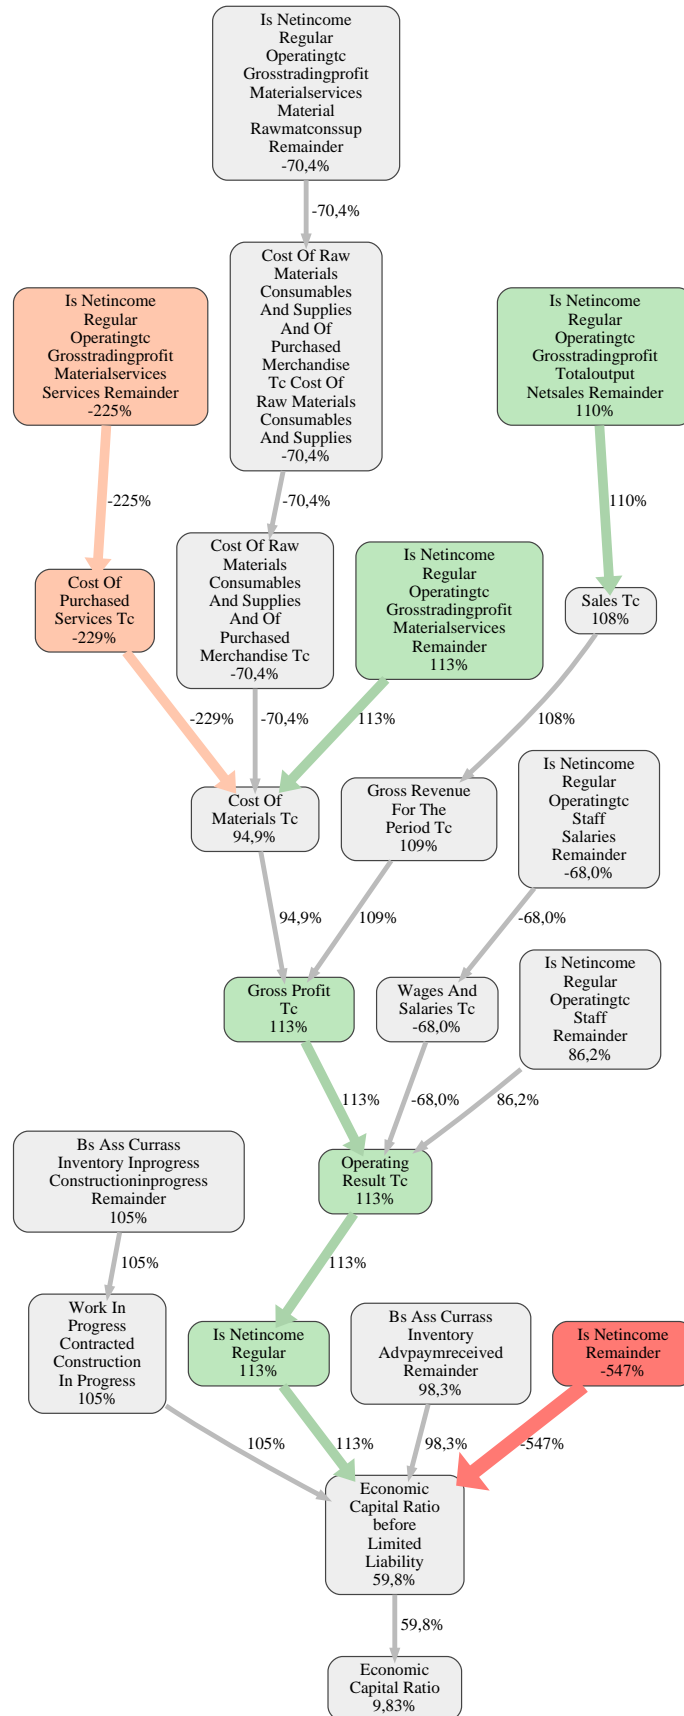 Is Netincome
Regular
Operatingtc
Grosstradingprofit
Materialservices
Material
Rawmatconssup
Remainder
-70,4%
-70,4%
Cost Of Raw
Materials
Consumables
And Supplies
And Of
Purchased
Merchandise
Tc Cost Of
Raw Materials
Consumables
And Supplies
-70,4%
Is Netincome
Regular
Operatingtc
Grosstradingprofit
Materialservices
Services Remainder
-225%
Is Netincome
Regular
Operatingtc
Grosstradingprofit
Totaloutput
Netsales Remainder
110%
-225%
-70,4%
110%
Cost Of
Purchased
Services Tc
-229%
Cost Of Raw
Materials
Consumables
And Supplies
And Of
Purchased
Merchandise Tc
-70,4%
Is Netincome
Regular
Operatingtc
Grosstradingprofit
Materialservices
Remainder
113%
Sales Tc
108%
-229%
-70,4%
113%
108%
Cost Of
Materials Tc
94,9%
Gross Revenue
For The
Period Tc
109%
Is Netincome
Regular
Operatingtc
Staff
Salaries
Remainder
-68,0%
94,9%
109%
-68,0%
Gross Profit
Tc
113%
Wages And
Salaries Tc
-68,0%
Is Netincome
Regular
Operatingtc
Staff
Remainder
86,2%
113%
-68,0%
86,2%
Bs Ass Currass
Inventory Inprogress
Constructioninprogress
Remainder
105%
Operating
Result Tc
113%
105%
113%
Work In
Progress
Contracted
Construction
In Progress
105%
Is Netincome
Regular
113%
Bs Ass Currass
Inventory
Advpaymreceived
Remainder
98,3%
Is Netincome
Remainder
-547%
105%
113%
98,3%
-547%
Economic
Capital Ratio
before
Limited
Liability
59,8%
59,8%
Economic
Capital Ratio
9,83%